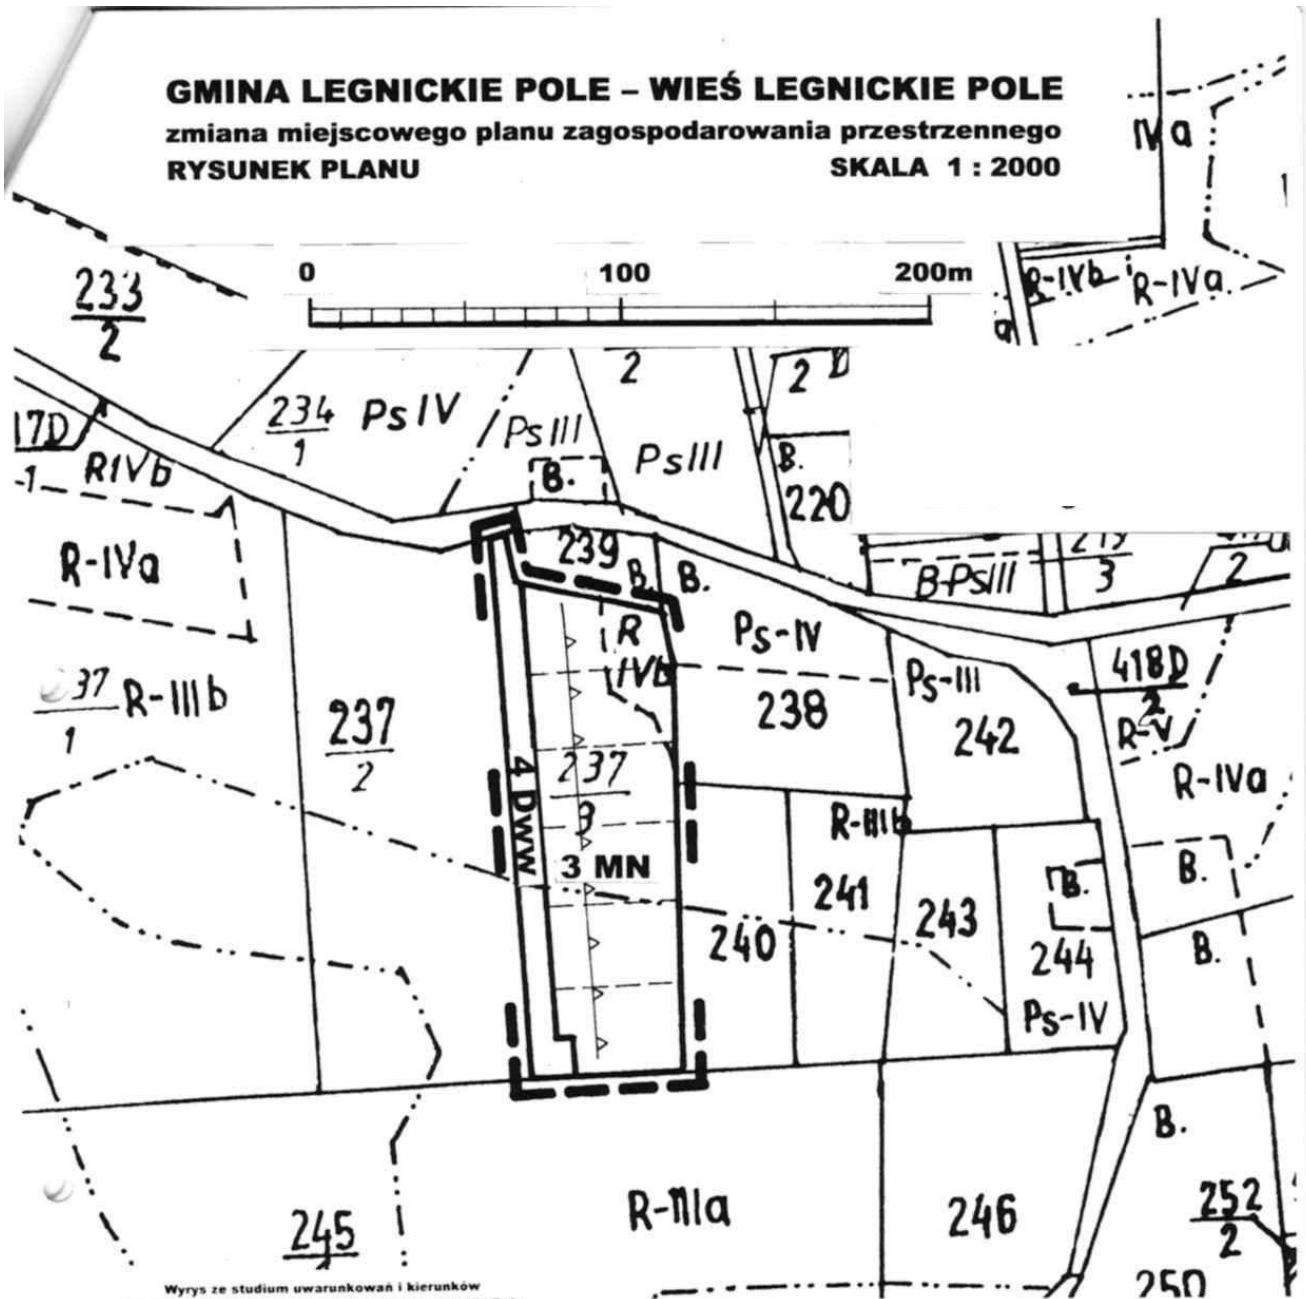 GMINA LEGNICKIE POLE – WIEŚ LEGNICKIE POLE
zmiana miejscowego planu zagospodarowania przestrzennego
RYSUNEK PLANU SKALA 1 : 2000
IVa
0 100 200m
R-IVb
R-IVa
a
233
2
2
2
234
1
Ps IV
Ps III
Ps III
B.
B.
220
17D
-1
RIVb
R-IVa
239
B.
B.
B-PsIII
3
2
R
IVb
Ps-IV
238
Ps-III
242
418D
2
R-V
R-IVa
37
1
R-IIIb
237
2
237
3
4 DWW
3 MN
R-IIIb
240
241
243
B.
244
Ps-IV
B.
B.
B.
R-IIIa
245
246
252
2
250
Wyrys ze studium uwarunkowań i kierunków